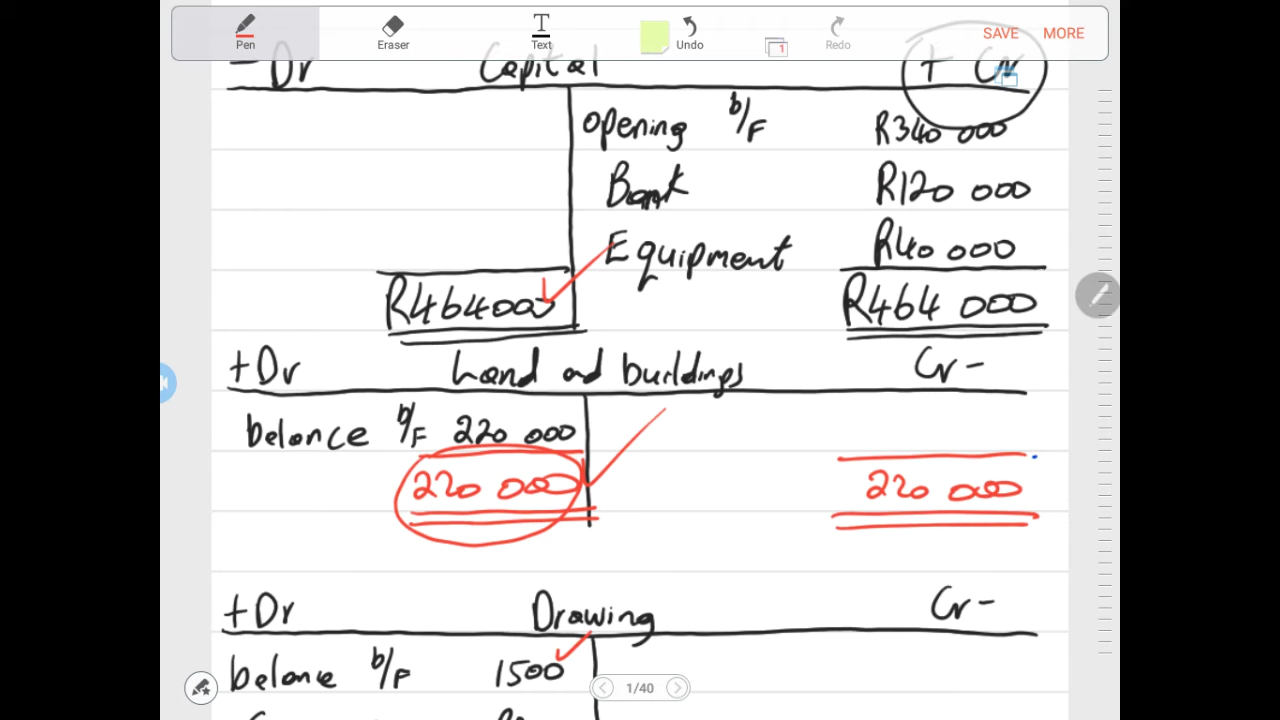 Pen Eraser Text Undo 1 Redo SAVE MORE
- Dr Capital + Cr
opening b/F R340 000
Bank R120 000
Equipment R40 000
R464000 R464 000
+Dr Land and buildings Cr -
balance b/F 220 000
220 000 220 000
+Dr Drawing Cr -
balance b/F 1500
1/40